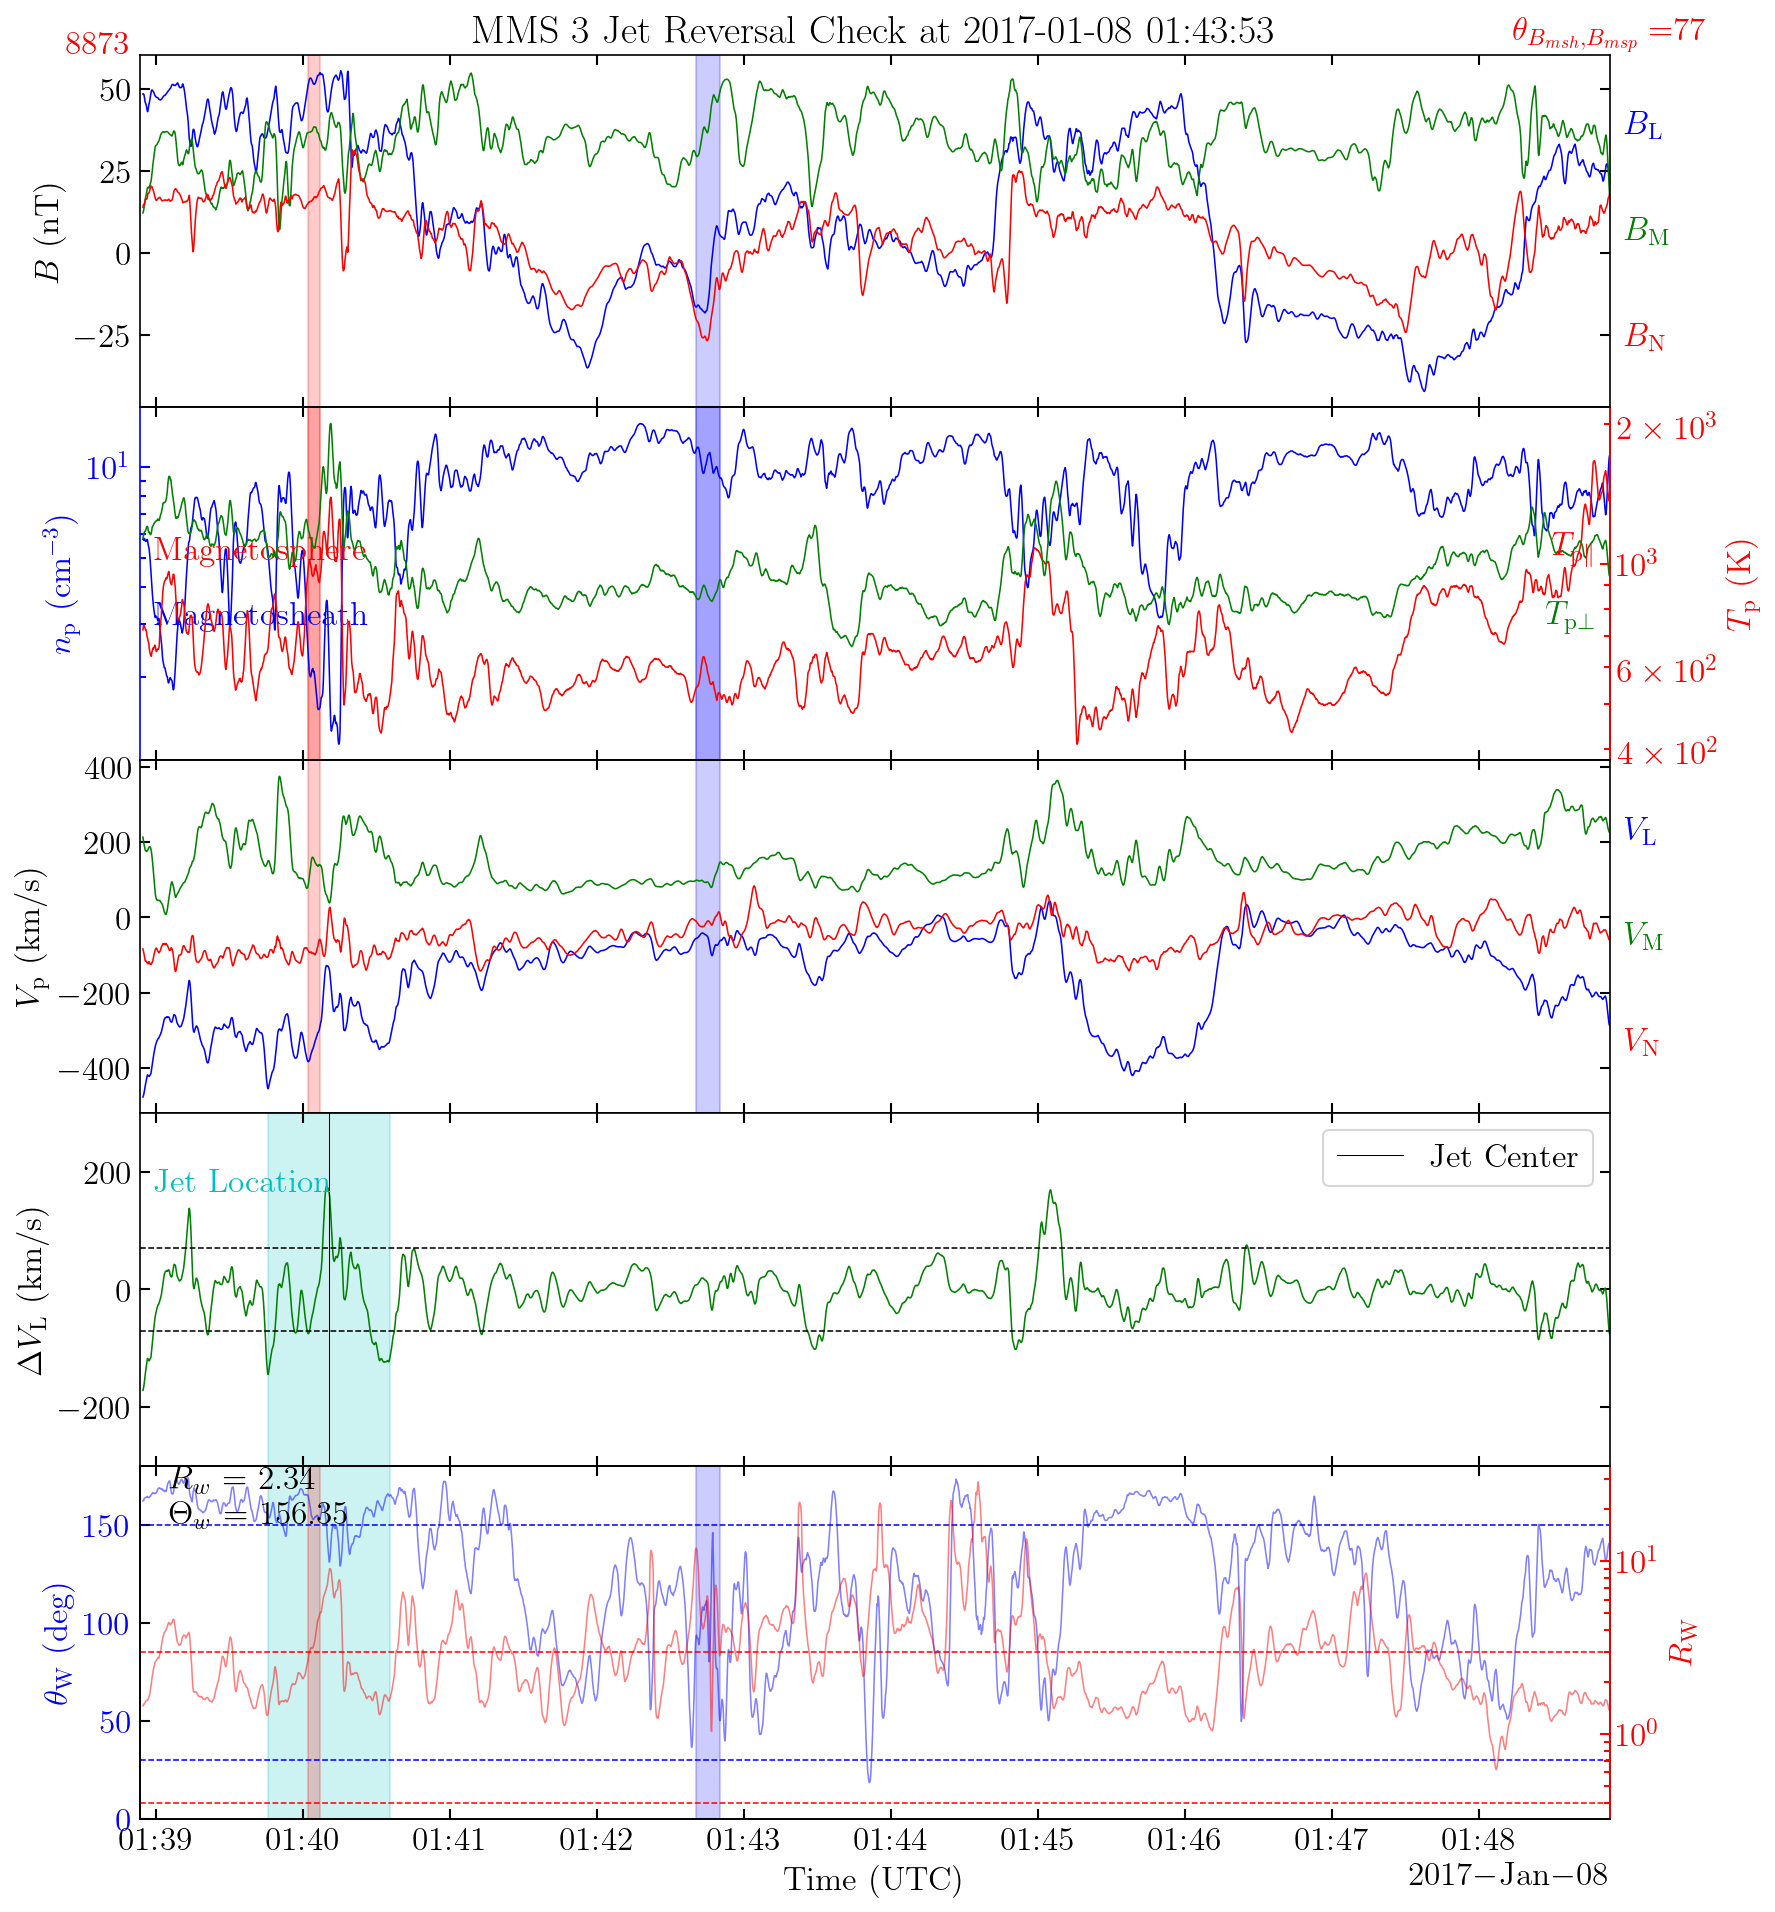 MMS 3 Jet Reversal Check at 2017-01-08 01:43:53
8873
θ_{B_{msh},B_{msp}} =77
50
25
0
−25
B (nT)
B_L
B_M
B_N
10^1
n_p (cm^{−3})
Magnetosphere
Magnetosheath
T_{p∥}
T_{p⊥}
2 × 10^3
10^3
6 × 10^2
4 × 10^2
T_p (K)
400
200
0
−200
−400
V_p (km/s)
V_L
V_M
V_N
200
0
−200
ΔV_L (km/s)
Jet Location
Jet Center
R_w = 2.34
Θ_w = 156.35
150
100
50
0
θ_W (deg)
10^1
10^0
R_W
01:39 01:40 01:41 01:42 01:43 01:44 01:45 01:46 01:47 01:48
Time (UTC)
2017−Jan−08